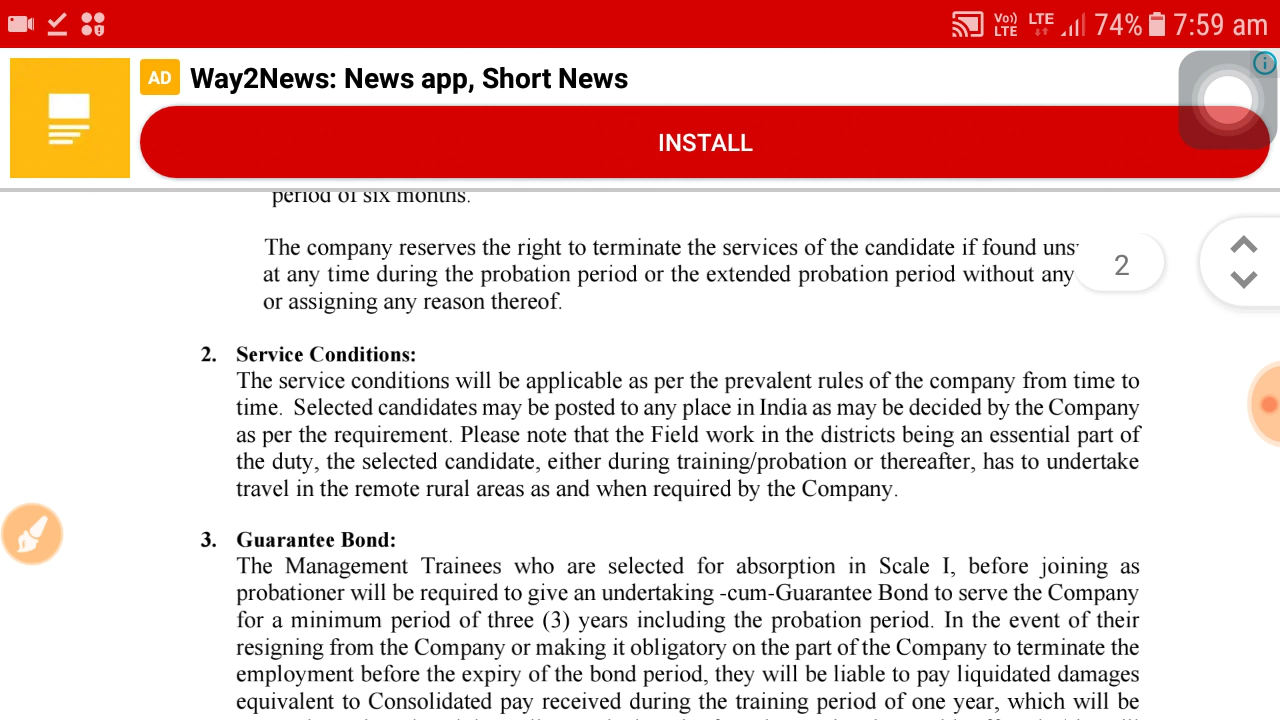 Vo)) LTE LTE 74% 7:59 am
AD Way2News: News app, Short News
INSTALL
period of six months.
The company reserves the right to terminate the services of the candidate if found uns
at any time during the probation period or the extended probation period without any
or assigning any reason thereof.
2
2. Service Conditions:
The service conditions will be applicable as per the prevalent rules of the company from time to
time. Selected candidates may be posted to any place in India as may be decided by the Company
as per the requirement. Please note that the Field work in the districts being an essential part of
the duty, the selected candidate, either during training/probation or thereafter, has to undertake
travel in the remote rural areas as and when required by the Company.
3. Guarantee Bond:
The Management Trainees who are selected for absorption in Scale I, before joining as
probationer will be required to give an undertaking -cum-Guarantee Bond to serve the Company
for a minimum period of three (3) years including the probation period. In the event of their
resigning from the Company or making it obligatory on the part of the Company to terminate the
employment before the expiry of the bond period, they will be liable to pay liquidated damages
equivalent to Consolidated pay received during the training period of one year, which will be